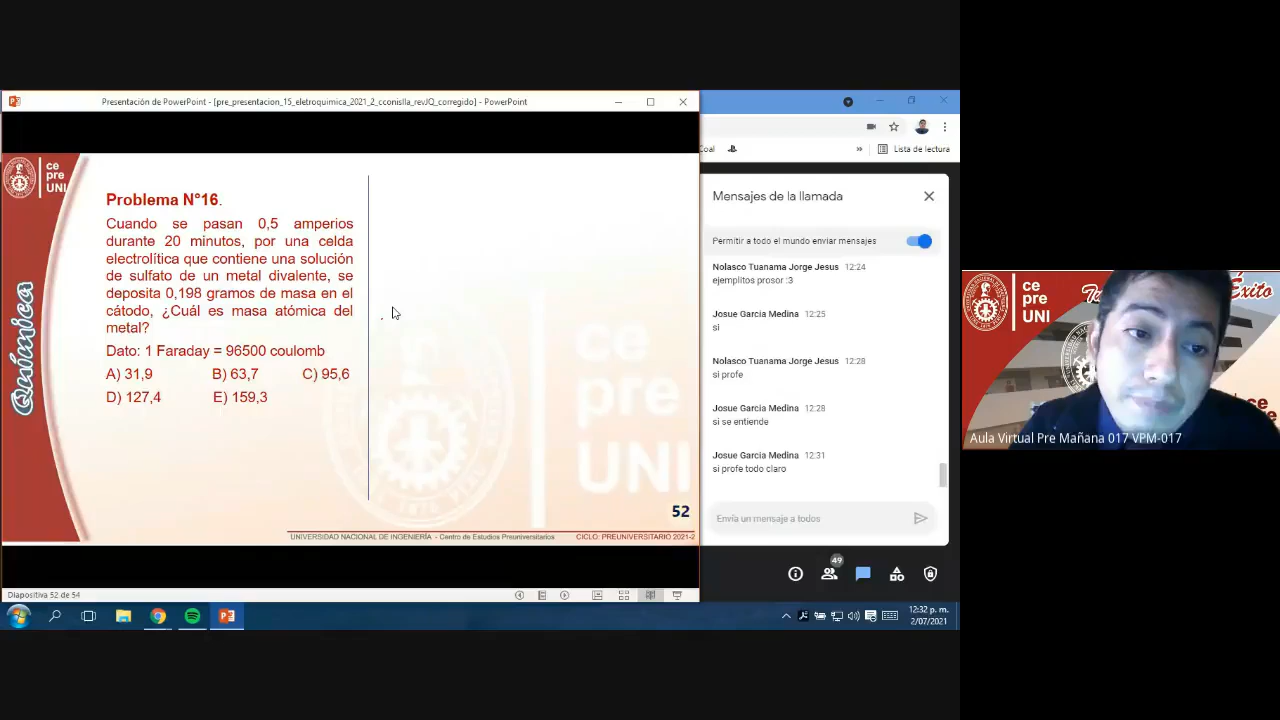 Presentación de PowerPoint - [pre_presentacion_15_eletroquimica_2021_2_cconislla_revJQ_corregido] - PowerPoint
ce
pre
UNI
Química
Problema N°16.
Cuando se pasan 0,5 amperios
durante 20 minutos, por una celda
electrolítica que contiene una solución
de sulfato de un metal divalente, se
deposita 0,198 gramos de masa en el
cátodo, ¿Cuál es masa atómica del
metal?
Dato: 1 Faraday = 96500 coulomb
A) 31,9 B) 63,7 C) 95,6
D) 127,4 E) 159,3
ce
pre
UNI
52
UNIVERSIDAD NACIONAL DE INGENIERÍA - Centro de Estudios Preuniversitarios CICLO: PREUNIVERSITARIO 2021-2
Diapositiva 52 de 54
Coal
» Lista de lectura
Mensajes de la llamada
Permitir a todo el mundo enviar mensajes
Nolasco Tuanama Jorge Jesus 12:24
ejemplitos prosor :3
Josue Garcia Medina 12:25
si
Nolasco Tuanama Jorge Jesus 12:28
si profe
Josue Garcia Medina 12:28
si se entiende
Josue Garcia Medina 12:31
si profe todo claro
Envía un mensaje a todos
49
12:32 p. m.
2/07/2021
ce
pre
UNI
Éxito
Aula Virtual Pre Mañana 017 VPM-017